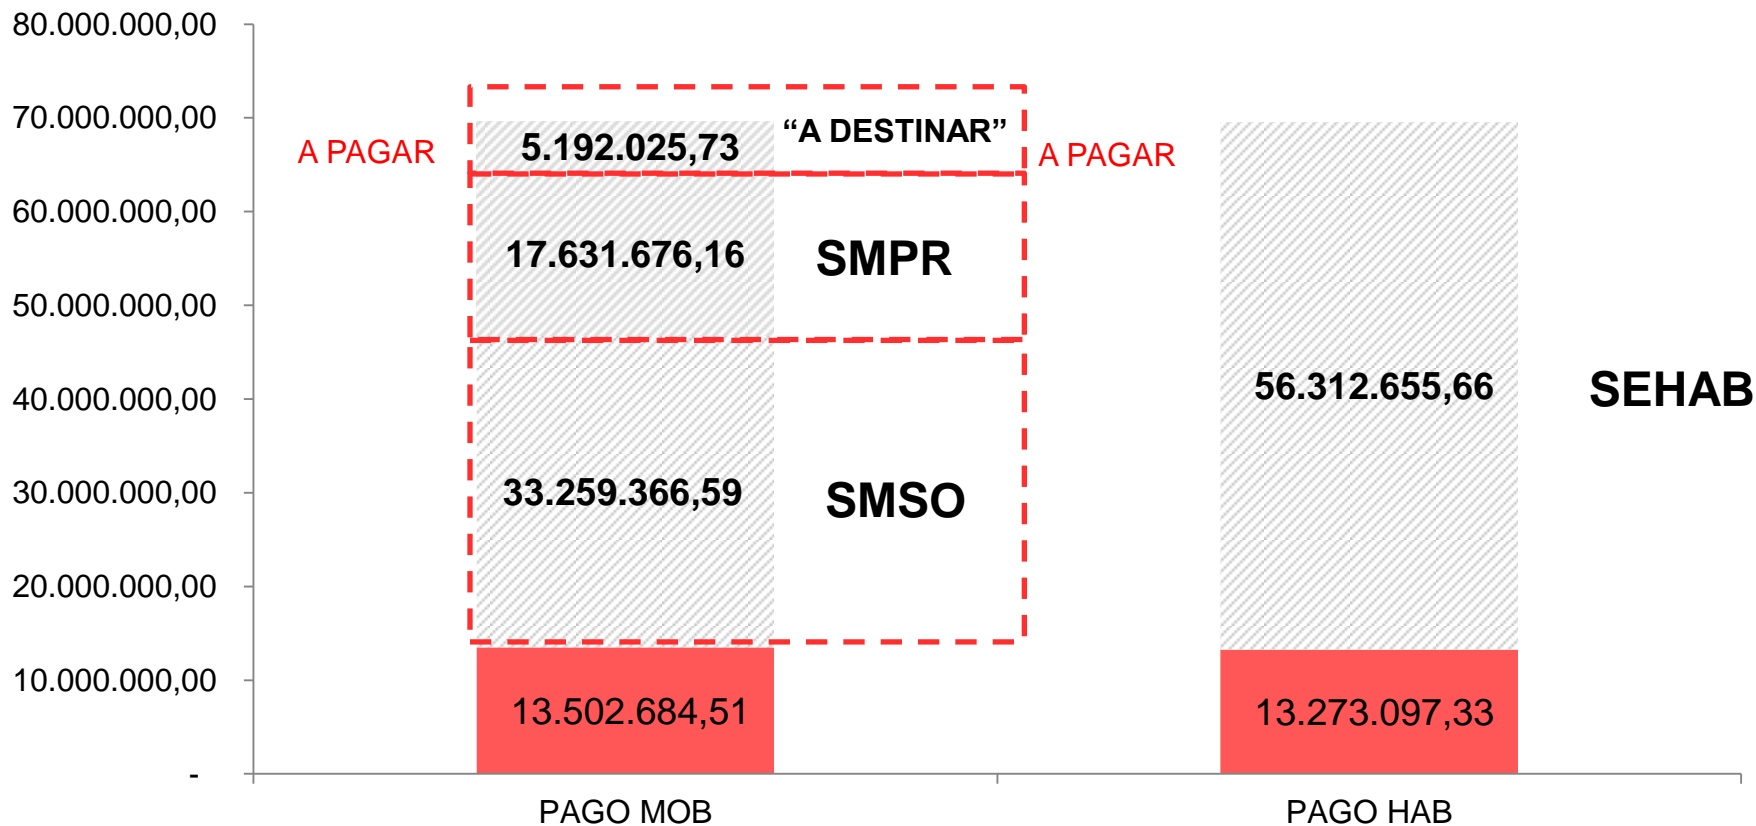 80.000.000,00
70.000.000,00
60.000.000,00
50.000.000,00
40.000.000,00
30.000.000,00
20.000.000,00
10.000.000,00
-
A PAGAR
5.192.025,73
“A DESTINAR”
A PAGAR
17.631.676,16
SMPR
33.259.366,59
SMSO
13.502.684,51
56.312.655,66
SEHAB
13.273.097,33
PAGO MOB
PAGO HAB